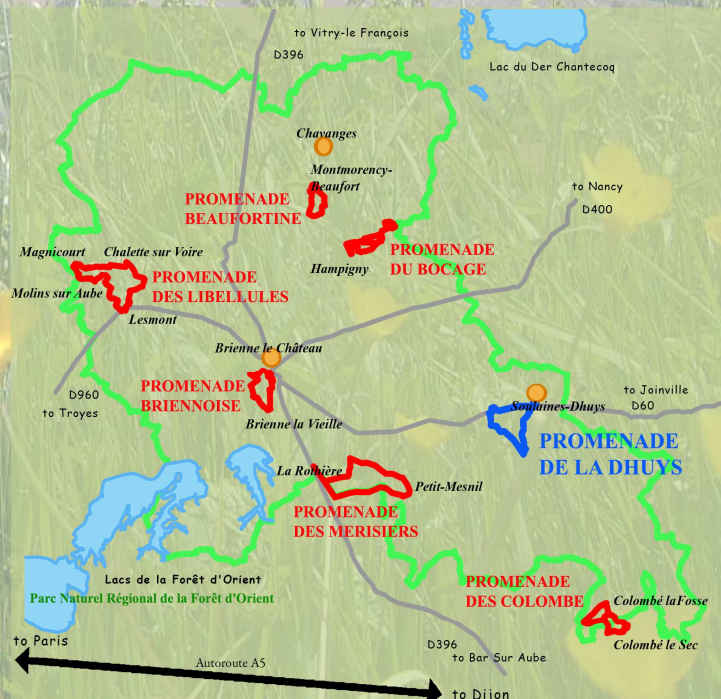 to Vitry-le François
D396
Lac du Der Chantecoq
Chavanges
Montmorency-
Beaufort
to Nancy
D400
PROMENADE
BEAUFORTINE
PROMENADE
DU BOCAGE
Hampigny
Magnicourt
Chalette sur Voire
PROMENADE
DES LIBELLULES
Molins sur Aube
Lesmont
Brienne le Château
PROMENADE
BRIENNOISE
Brienne la Vieille
D960
to Troyes
to Joinville
D60
Soulaines-Dhuys
PROMENADE
DE LA DHUYS
La Rothière
Petit-Mesnil
PROMENADE
DES MERISIERS
Lacs de la Forêt d'Orient
Parc Naturel Régional de la Forêt d'Orient
PROMENADE
DES COLOMBE
Colombé laFosse
Colombé le Sec
to Paris
Autoroute A5
D396
to Bar Sur Aube
to Dijon